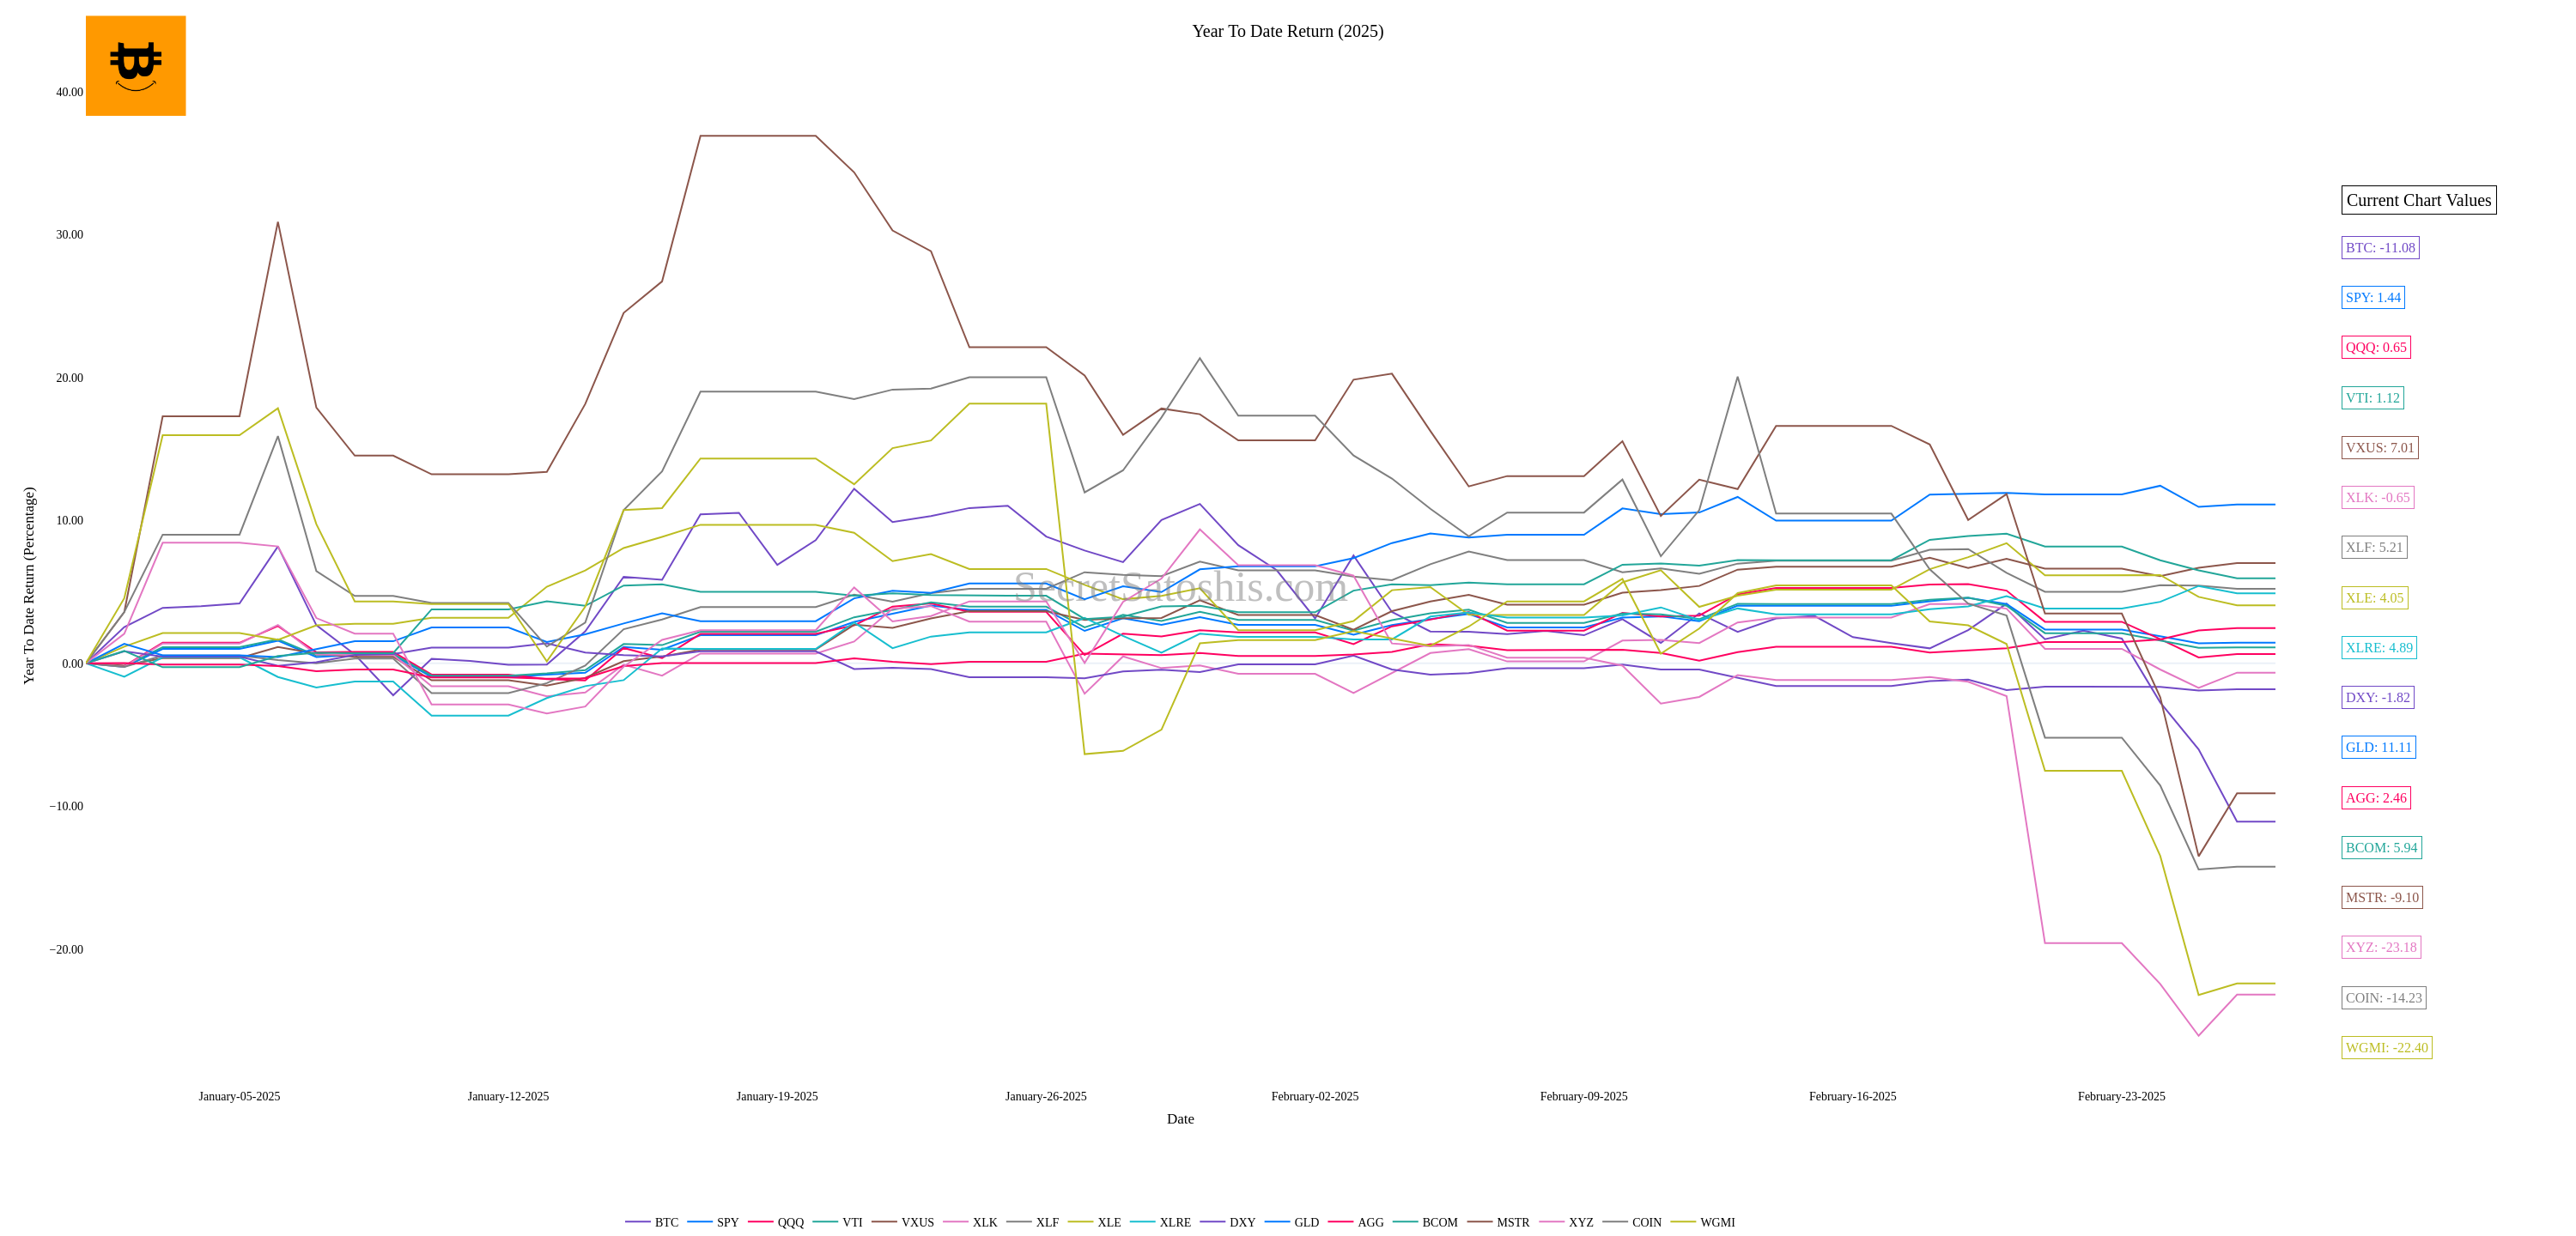 Year To Date Return (2025)
40.00
30.00
20.00
10.00
0.00
−10.00
−20.00
Year To Date Return (Percentage)
SecretSatoshis.com
Current Chart Values
BTC: -11.08
SPY: 1.44
QQQ: 0.65
VTI: 1.12
VXUS: 7.01
XLK: -0.65
XLF: 5.21
XLE: 4.05
XLRE: 4.89
DXY: -1.82
GLD: 11.11
AGG: 2.46
BCOM: 5.94
MSTR: -9.10
XYZ: -23.18
COIN: -14.23
WGMI: -22.40
January-05-2025 January-12-2025 January-19-2025 January-26-2025 February-02-2025 February-09-2025 February-16-2025 February-23-2025
Date
BTC SPY QQQ VTI VXUS XLK XLF XLE XLRE DXY GLD AGG BCOM MSTR XYZ COIN WGMI